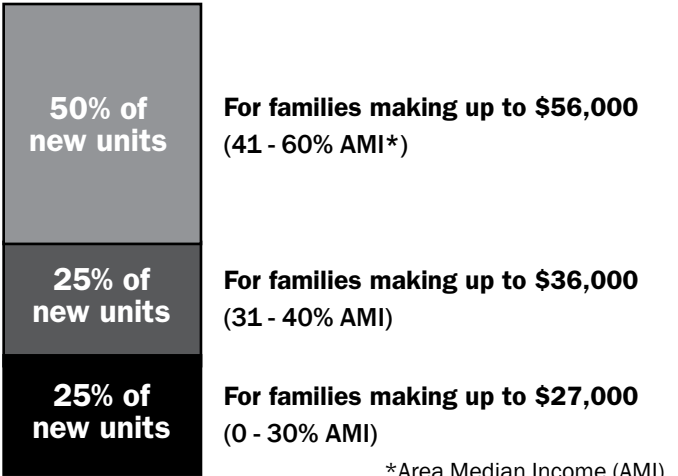 50% of
new units
For families making up to $56,000
(41 - 60% AMI*)
25% of
new units
For families making up to $36,000
(31 - 40% AMI)
25% of
new units
For families making up to $27,000
(0 - 30% AMI)
*Area Median Income (AMI)